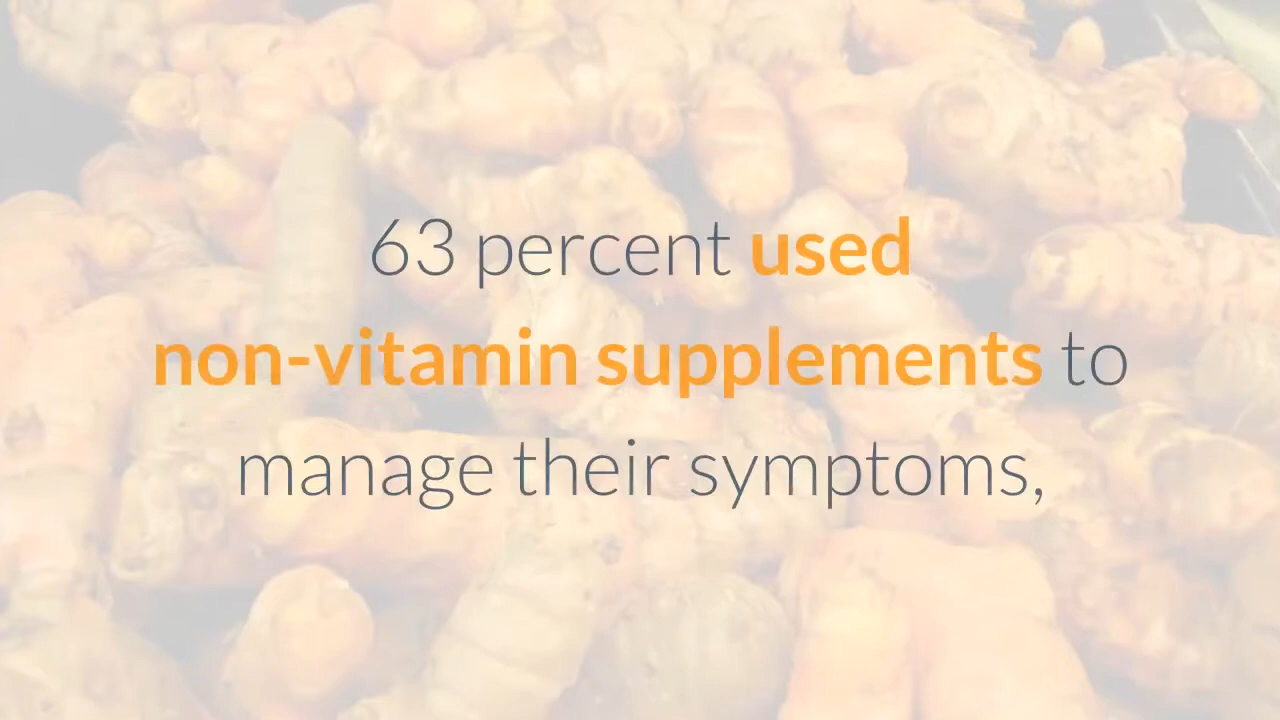 63 percent used
non-vitamin supplements to
manage their symptoms,